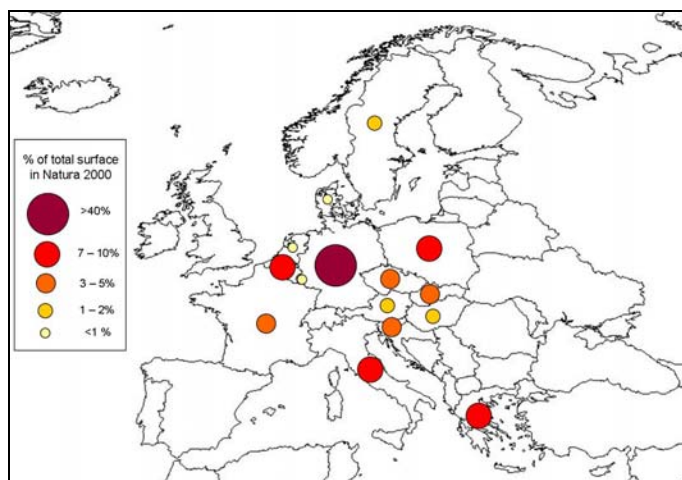 % of total surface
in Natura 2000
>40%
7 – 10%
3 – 5%
1 – 2%
<1 %